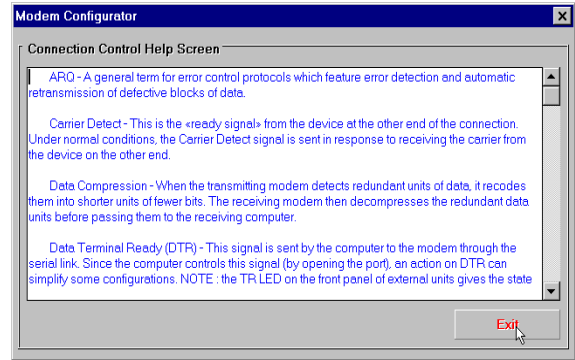 Modem Configurator
Connection Control Help Screen
ARQ - A general term for error control protocols which feature error detection and automatic
retransmission of defective blocks of data.
Carrier Detect - This is the «ready signal» from the device at the other end of the connection.
Under normal conditions, the Carrier Detect signal is sent in response to receiving the carrier from
the device on the other end.
Data Compression - When the transmitting modem detects redundant units of data, it recodes
them into shorter units of fewer bits. The receiving modem then decompresses the redundant data
units before passing them to the receiving computer.
Data Terminal Ready (DTR) - This signal is sent by the computer to the modem through the
serial link. Since the computer controls this signal (by opening the port), an action on DTR can
simplify some configurations. NOTE : the TR LED on the front panel of external units gives the state
Exit